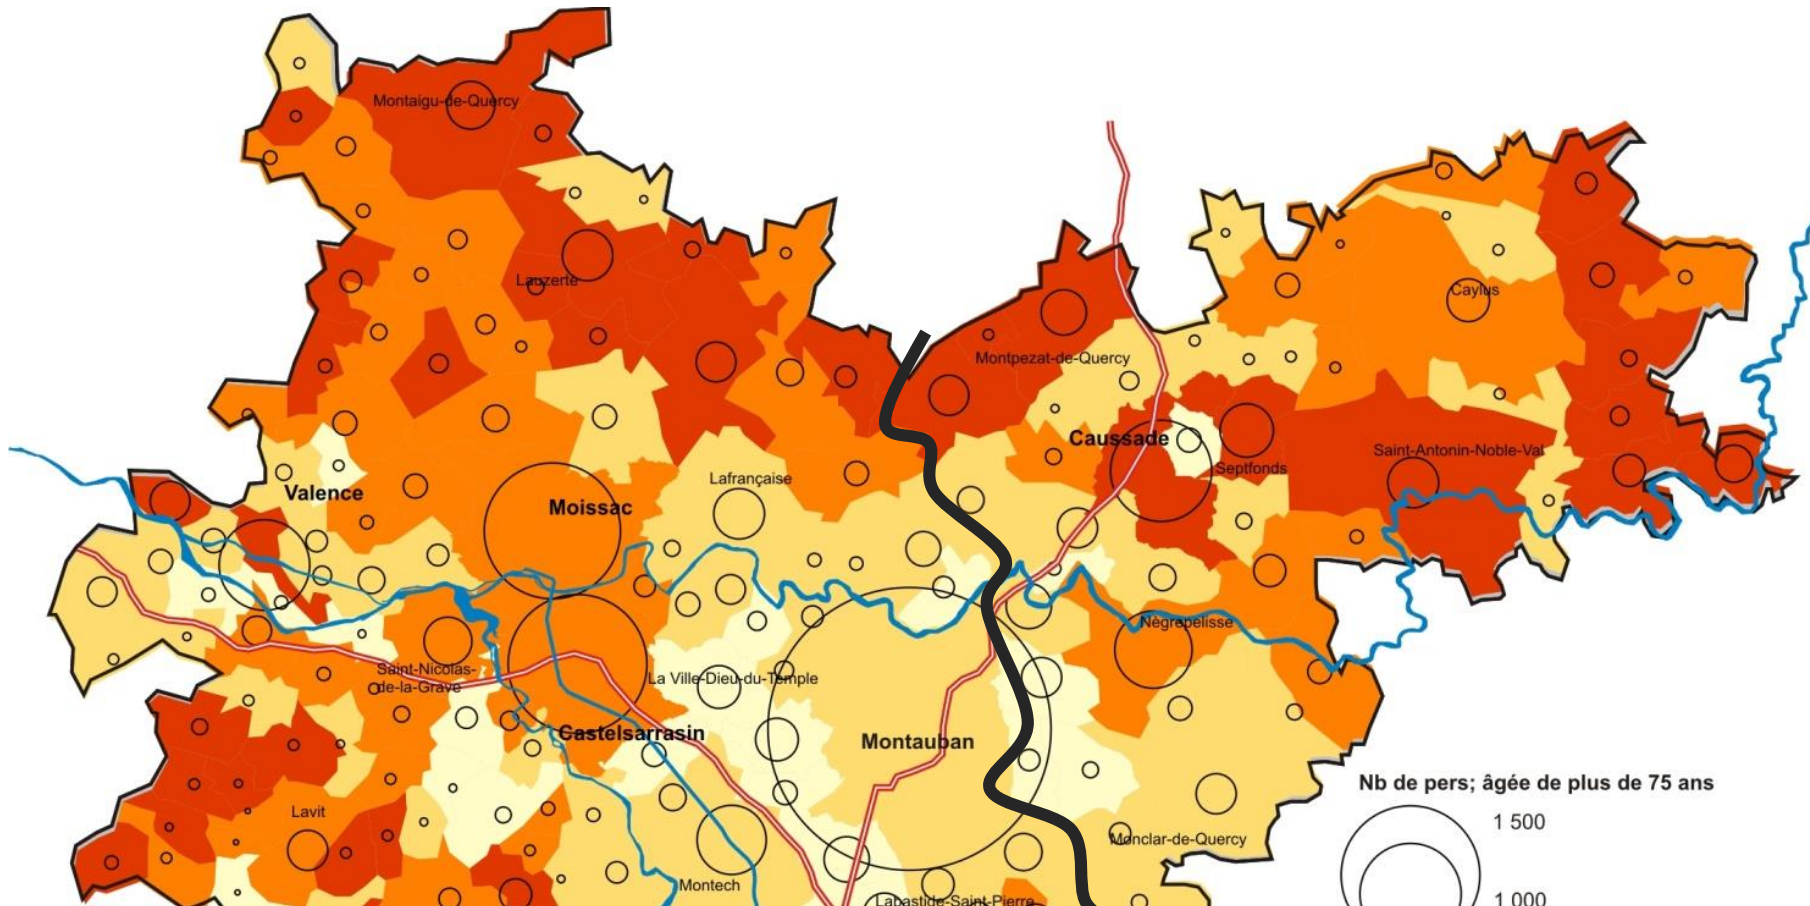 Montaigu-de-Quercy
Lauzerte
Montpezat-de-Quercy
Caylus
Caussade
Septfonds
Saint-Antonin-Noble-Val
Valence
Moissac
Lafrançaise
Nègrepelisse
Saint-Nicolas-
de-la-Grave
La Ville-Dieu-du-Temple
Castelsarrasin
Montauban
Lavit
Monclar-de-Quercy
Montech
Labastide-Saint-Pierre
Nb de pers; âgée de plus de 75 ans
1 500
1 000